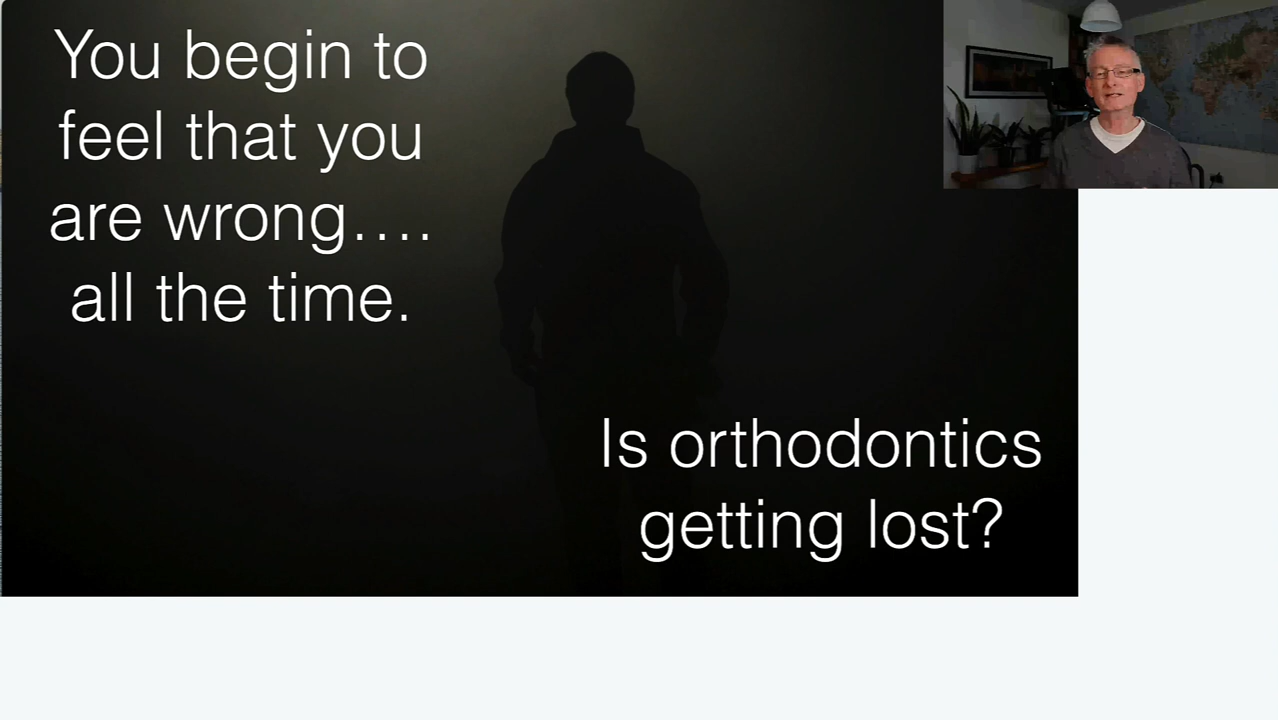 You begin to
feel that you
are wrong….
all the time.
Is orthodontics
getting lost?